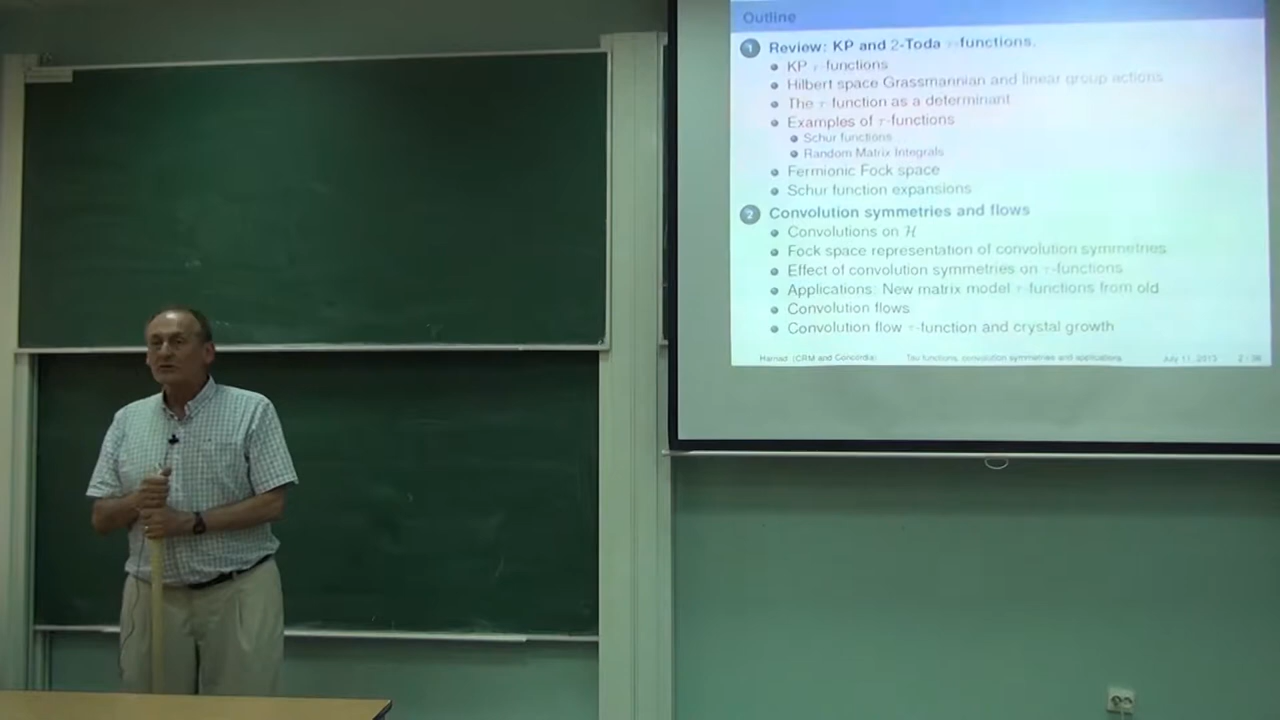 Outline
1 Review: KP and 2-Toda τ-functions.
KP τ-functions
Hilbert space Grassmannian and linear group actions
The τ-function as a determinant
Examples of τ-functions
Schur functions
Random Matrix Integrals
Fermionic Fock space
Schur function expansions
2 Convolution symmetries and flows
Convolutions on ℋ
Fock space representation of convolution symmetries
Effect of convolution symmetries on τ-functions
Applications: New matrix model τ-functions from old
Convolution flows
Convolution flow τ-function and crystal growth
Harnad (CRM and Concordia) Tau functions, convolution symmetries and applications July 11, 2013 2 / 38